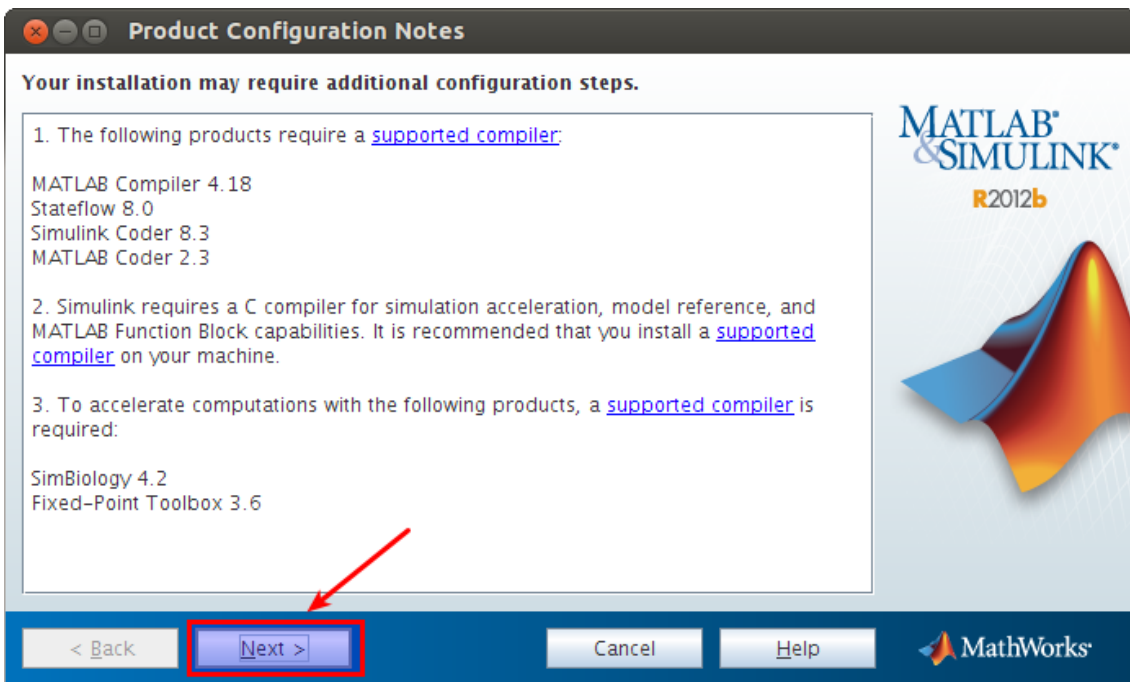 Product Configuration Notes
Your installation may require additional configuration steps.
1. The following products require a supported compiler:
MATLAB Compiler 4.18
Stateflow 8.0
Simulink Coder 8.3
MATLAB Coder 2.3
2. Simulink requires a C compiler for simulation acceleration, model reference, and
MATLAB Function Block capabilities. It is recommended that you install a supported
compiler on your machine.
3. To accelerate computations with the following products, a supported compiler is
required:
SimBiology 4.2
Fixed-Point Toolbox 3.6
MATLAB®
&SIMULINK®
R2012b
< Back
Next >
Cancel
Help
MathWorks®